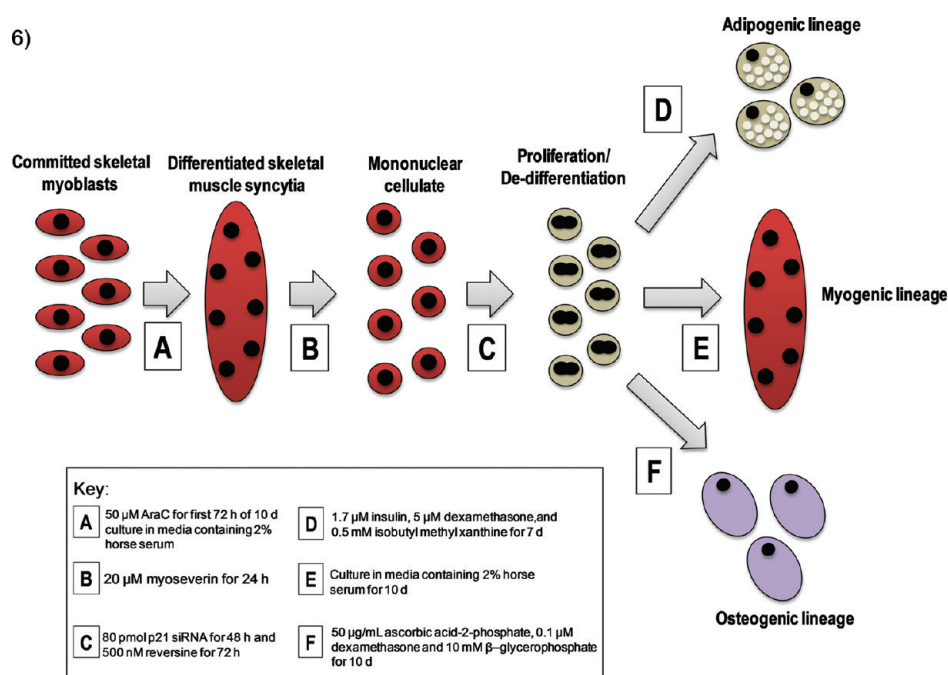 6)
Adipogenic lineage
D
Committed skeletal
myoblasts
Differentiated skeletal
muscle syncytia
Mononuclear
cellulate
Proliferation/
De-differentiation
A
B
C
E
Myogenic lineage
F
Osteogenic lineage
Key:
A
50 µM AraC for first 72 h of 10 d
culture in media containing 2%
horse serum
B
20 µM myoseverin for 24 h
C
80 pmol p21 siRNA for 48 h and
500 nM reversine for 72 h
D
1.7 µM insulin, 5 µM dexamethasone, and
0.5 mM isobutyl methyl xanthine for 7 d
E
Culture in media containing 2% horse
serum for 10 d
F
50 µg/mL ascorbic acid-2-phosphate, 0.1 µM
dexamethasone and 10 mM β–glycerophosphate
for 10 d